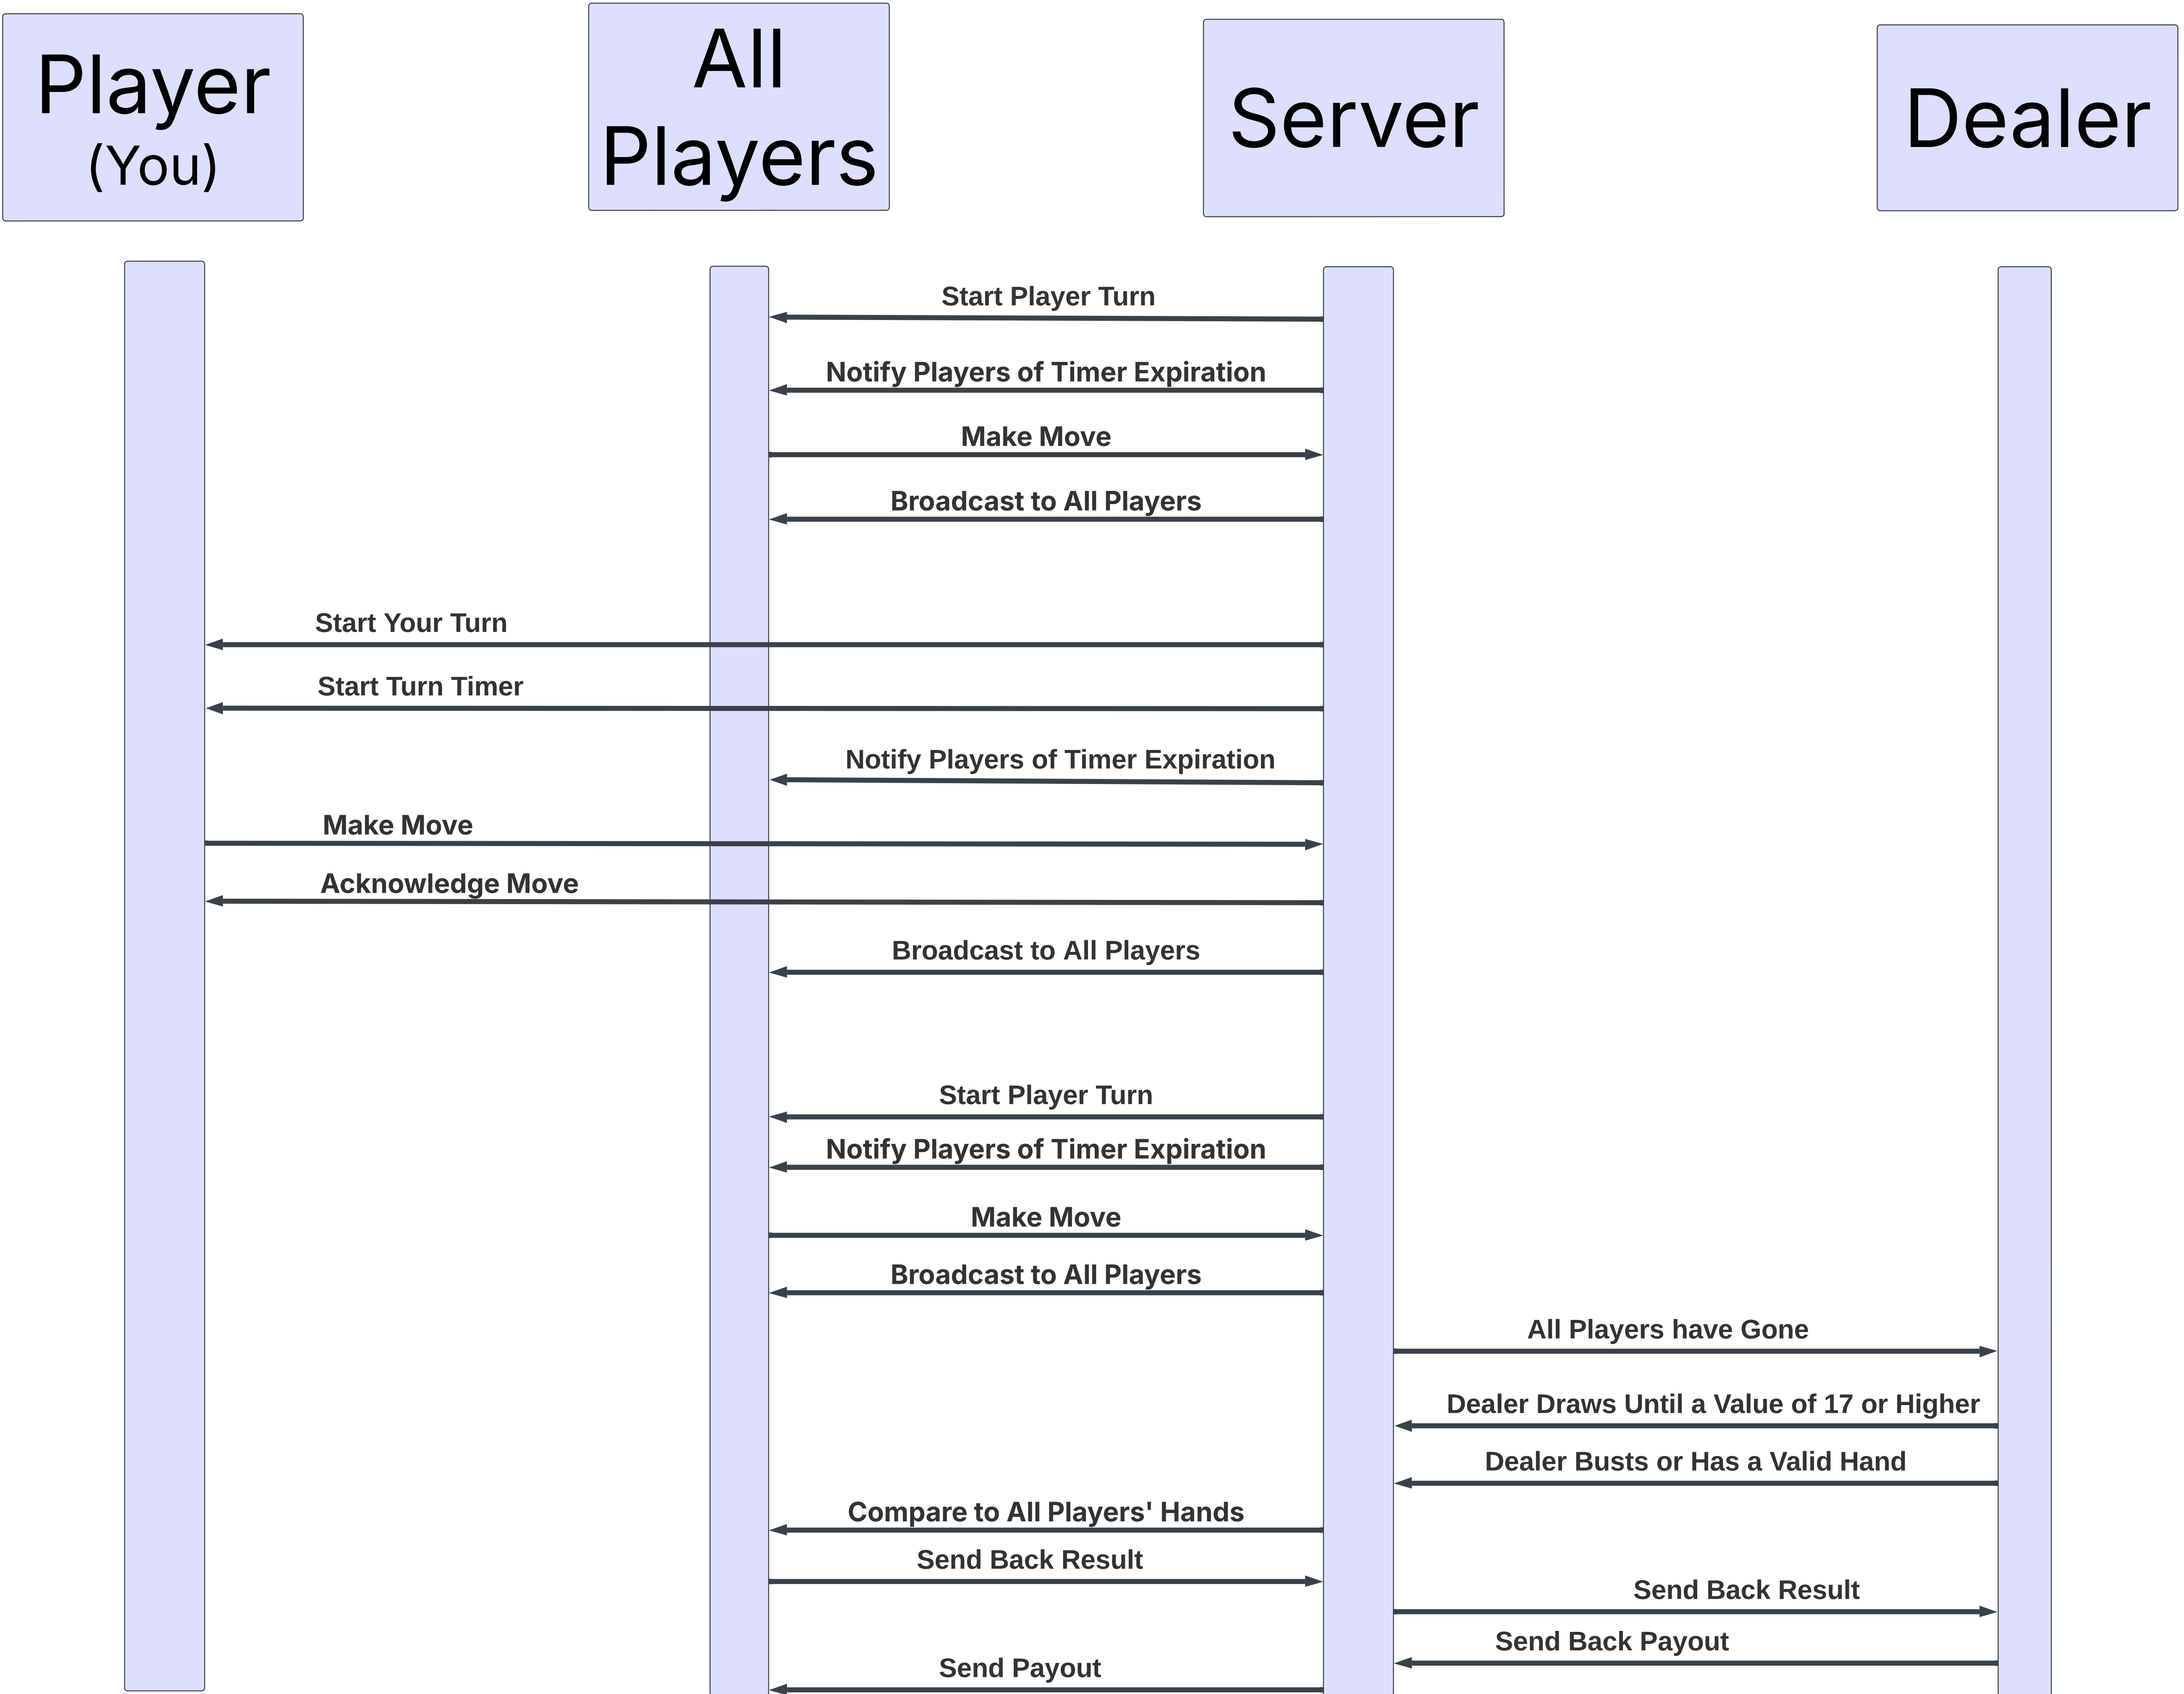 Player
(You)
All
Players
Server
Dealer
Start Player Turn
Notify Players of Timer Expiration
Make Move
Broadcast to All Players
Start Your Turn
Start Turn Timer
Notify Players of Timer Expiration
Make Move
Acknowledge Move
Broadcast to All Players
Start Player Turn
Notify Players of Timer Expiration
Make Move
Broadcast to All Players
All Players have Gone
Dealer Draws Until a Value of 17 or Higher
Dealer Busts or Has a Valid Hand
Compare to All Players' Hands
Send Back Result
Send Back Result
Send Back Payout
Send Payout